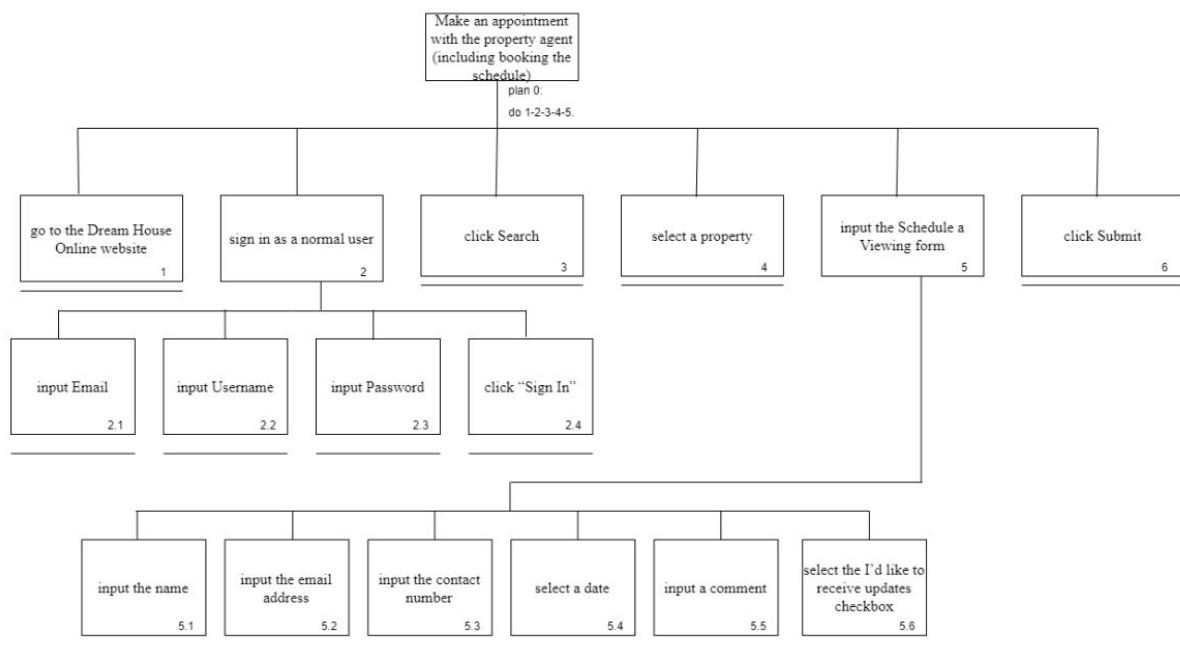 Make an appointment
with the property agent
(including booking the
schedule)
plan 0:
do 1-2-3-4-5.
go to the Dream House
Online website
1
sign in as a normal user
2
click Search
3
select a property
4
input the Schedule a
Viewing form
5
click Submit
6
input Email
2.1
input Username
2.2
input Password
2.3
click “Sign In”
2.4
input the name
5.1
input the email
address
5.2
input the contact
number
5.3
select a date
5.4
input a comment
5.5
select the I’d like to
receive updates
checkbox
5.6